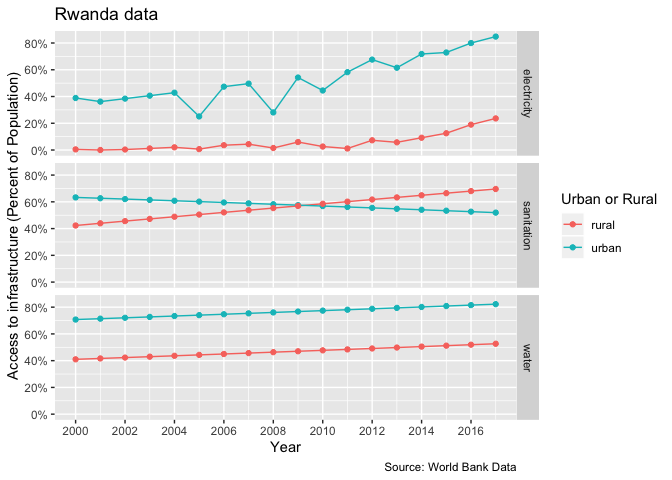 Rwanda data
Access to infrastructure (Percent of Population)
80%
60%
40%
20%
0%
electricity
80%
60%
40%
20%
0%
sanitation
80%
60%
40%
20%
0%
water
2000 2002 2004 2006 2008 2010 2012 2014 2016
Year
Urban or Rural
rural
urban
Source: World Bank Data